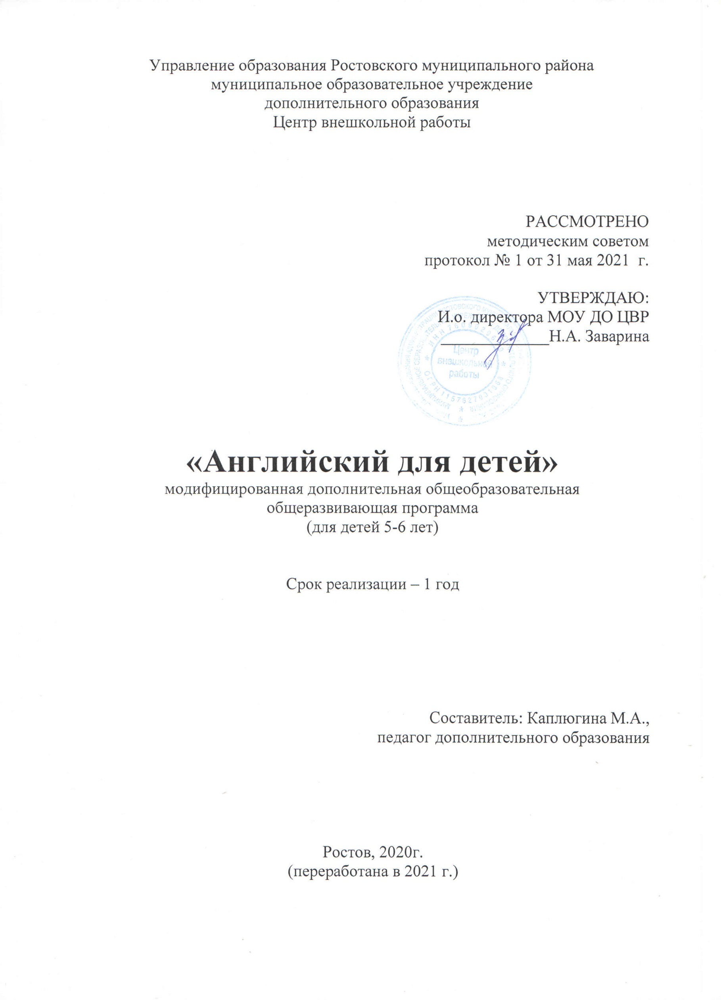 Управление образования Ростовского муниципального района
муниципальное образовательное учреждение
дополнительного образования
Центр внешкольной работы
РАССМОТРЕНО
методическим советом
протокол № 1 от 31 мая 2021 г.
УТВЕРЖДАЮ:
И.о. директора МОУ ДО ЦВР
_____________Н.А. Заварина
Центр
внешкольной
работы
«Английский для детей»
модифицированная дополнительная общеобразовательная
общеразвивающая программа
(для детей 5-6 лет)
Срок реализации – 1 год
Составитель: Каплюгина М.А.,
педагог дополнительного образования
Ростов, 2020г.
(переработана в 2021 г.)